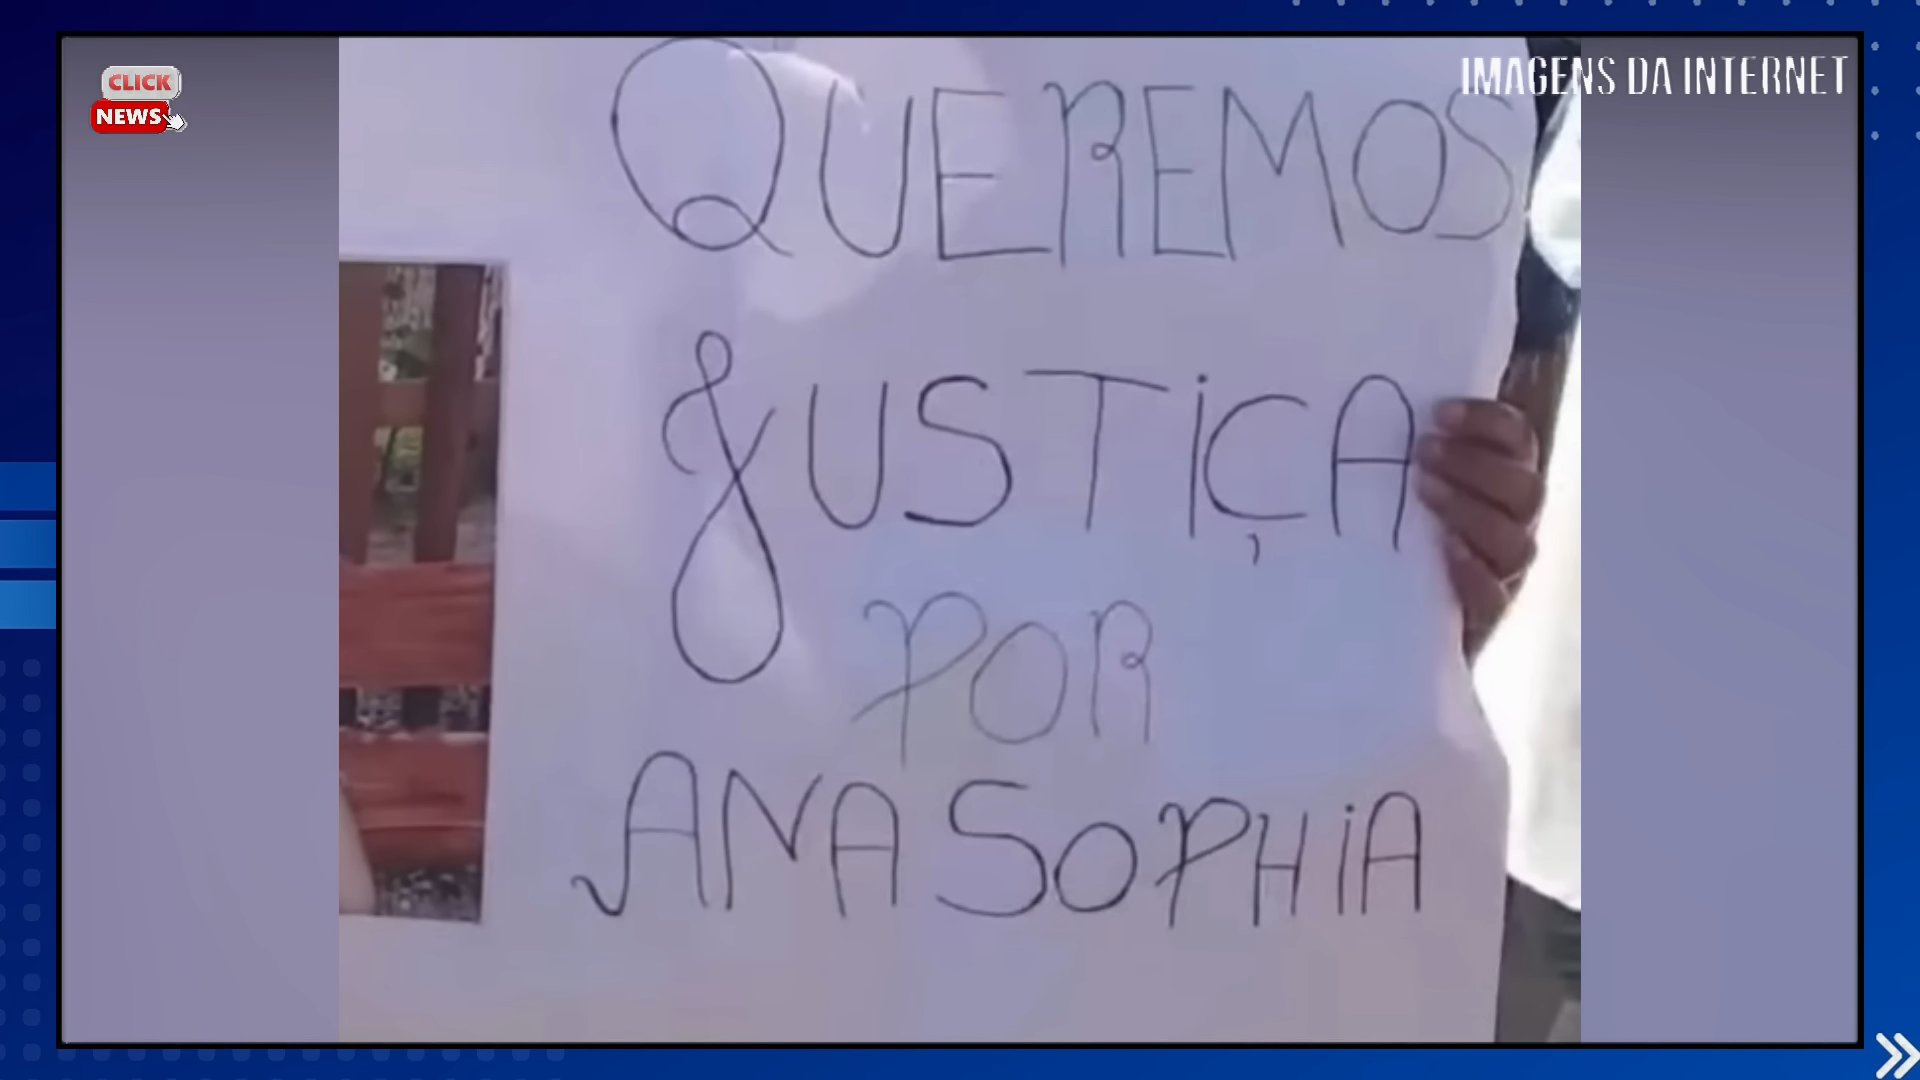 CLICK
NEWS
IMAGENS DA INTERNET
QUEREMOS
JUSTIÇA
POR
ANA SOPHIA